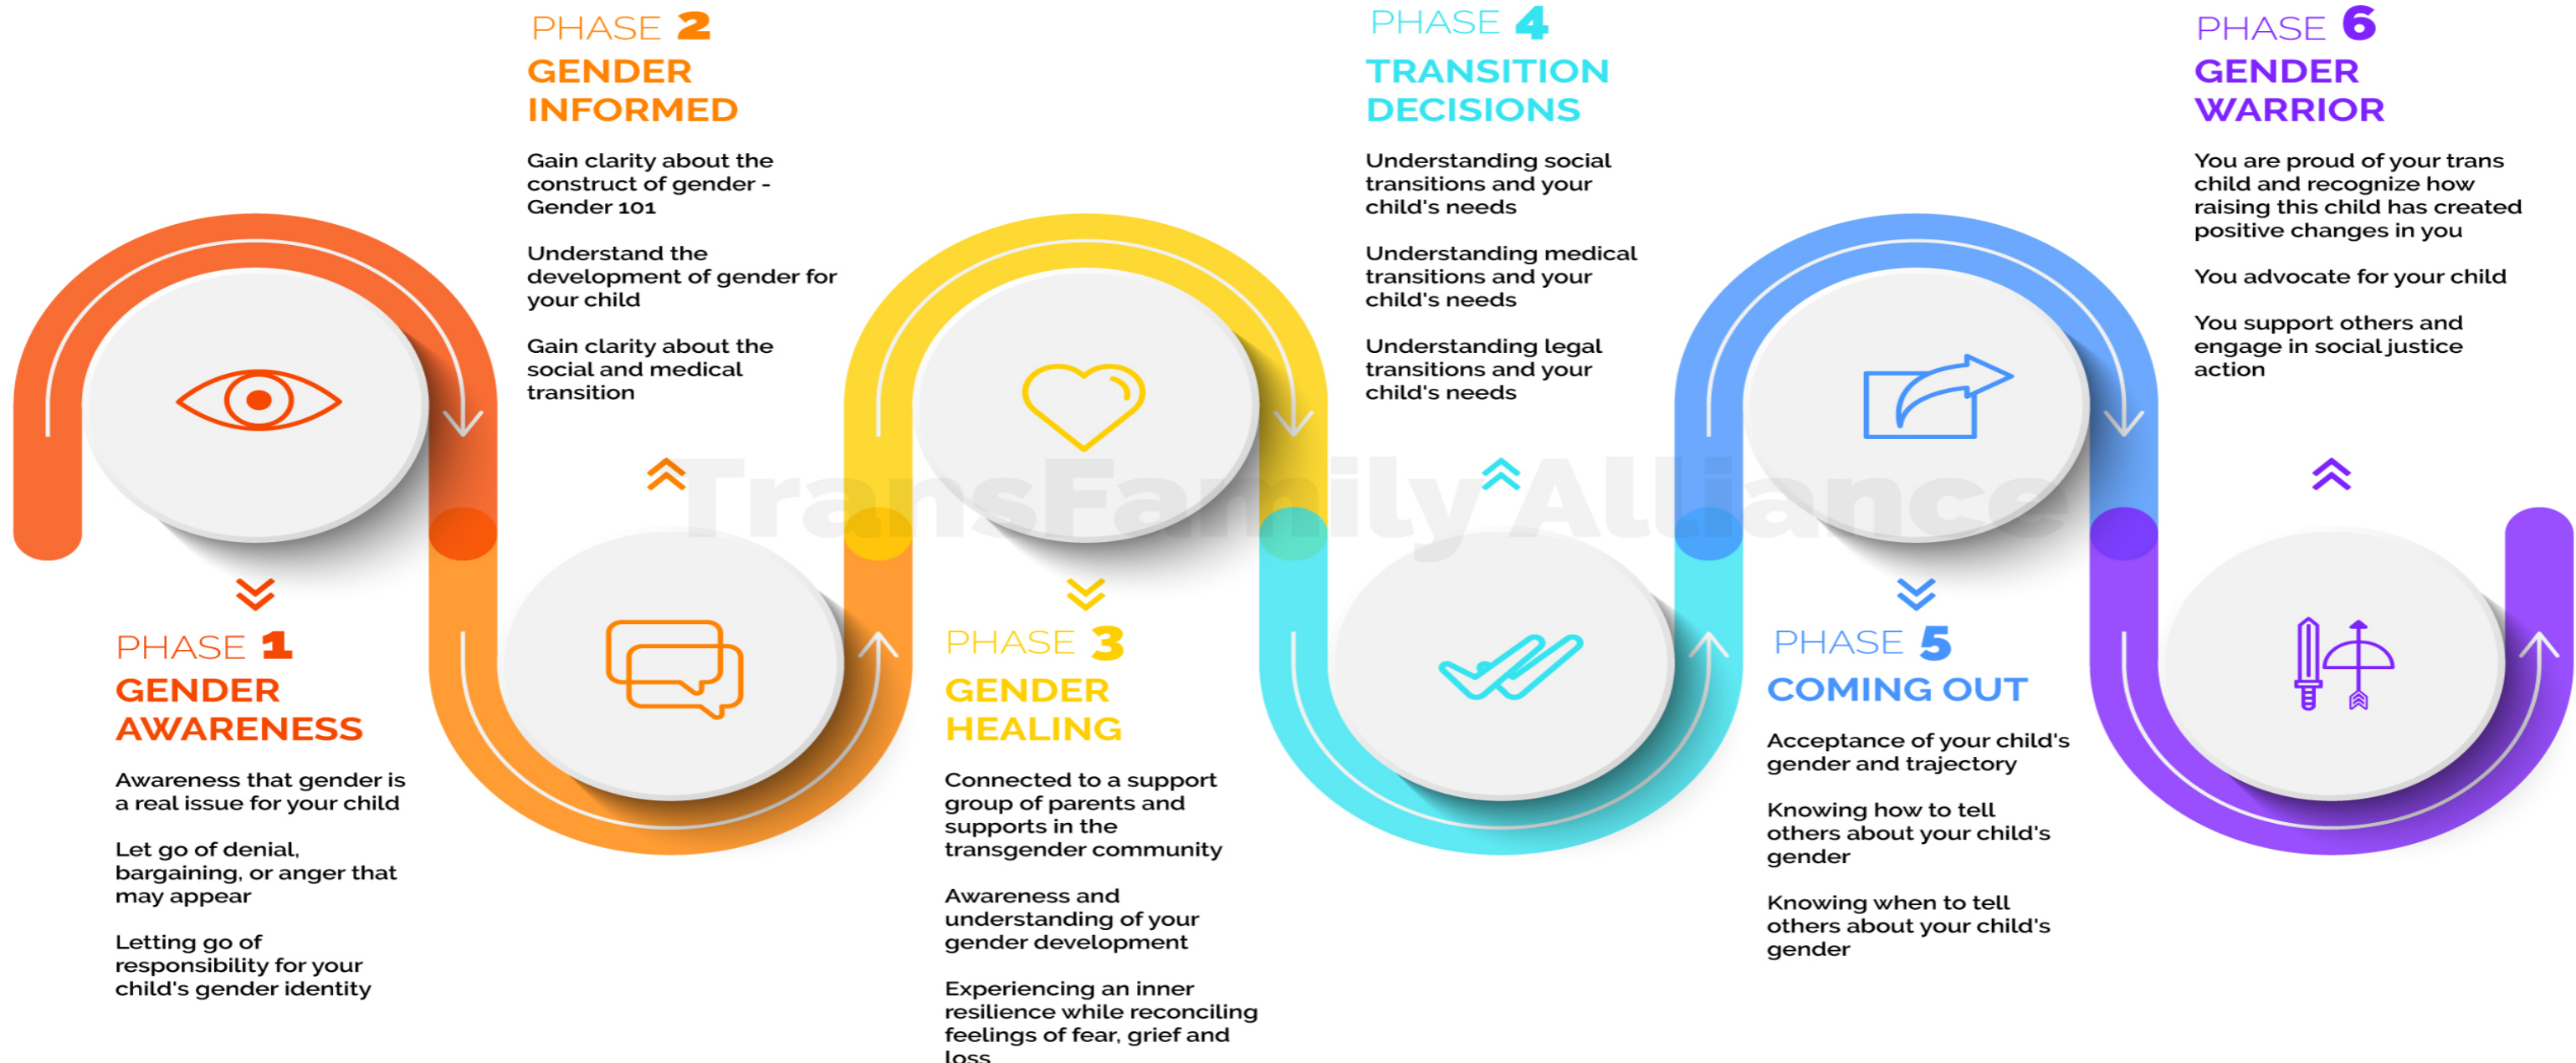 PHASE 1
GENDER
AWARENESS
Awareness that gender is
a real issue for your child
Let go of denial,
bargaining, or anger that
may appear
Letting go of
responsibility for your
child's gender identity
PHASE 2
GENDER
INFORMED
Gain clarity about the
construct of gender -
Gender 101
Understand the
development of gender for
your child
Gain clarity about the
social and medical
transition
PHASE 3
GENDER
HEALING
Connected to a support
group of parents and
supports in the
transgender community
Awareness and
understanding of your
gender development
Experiencing an inner
resilience while reconciling
feelings of fear, grief and
loss
PHASE 4
TRANSITION
DECISIONS
Understanding social
transitions and your
child's needs
Understanding medical
transitions and your
child's needs
Understanding legal
transitions and your
child's needs
PHASE 5
COMING OUT
Acceptance of your child's
gender and trajectory
Knowing how to tell
others about your child's
gender
Knowing when to tell
others about your child's
gender
PHASE 6
GENDER
WARRIOR
You are proud of your trans
child and recognize how
raising this child has created
positive changes in you
You advocate for your child
You support others and
engage in social justice
action
TransFamily Alliance